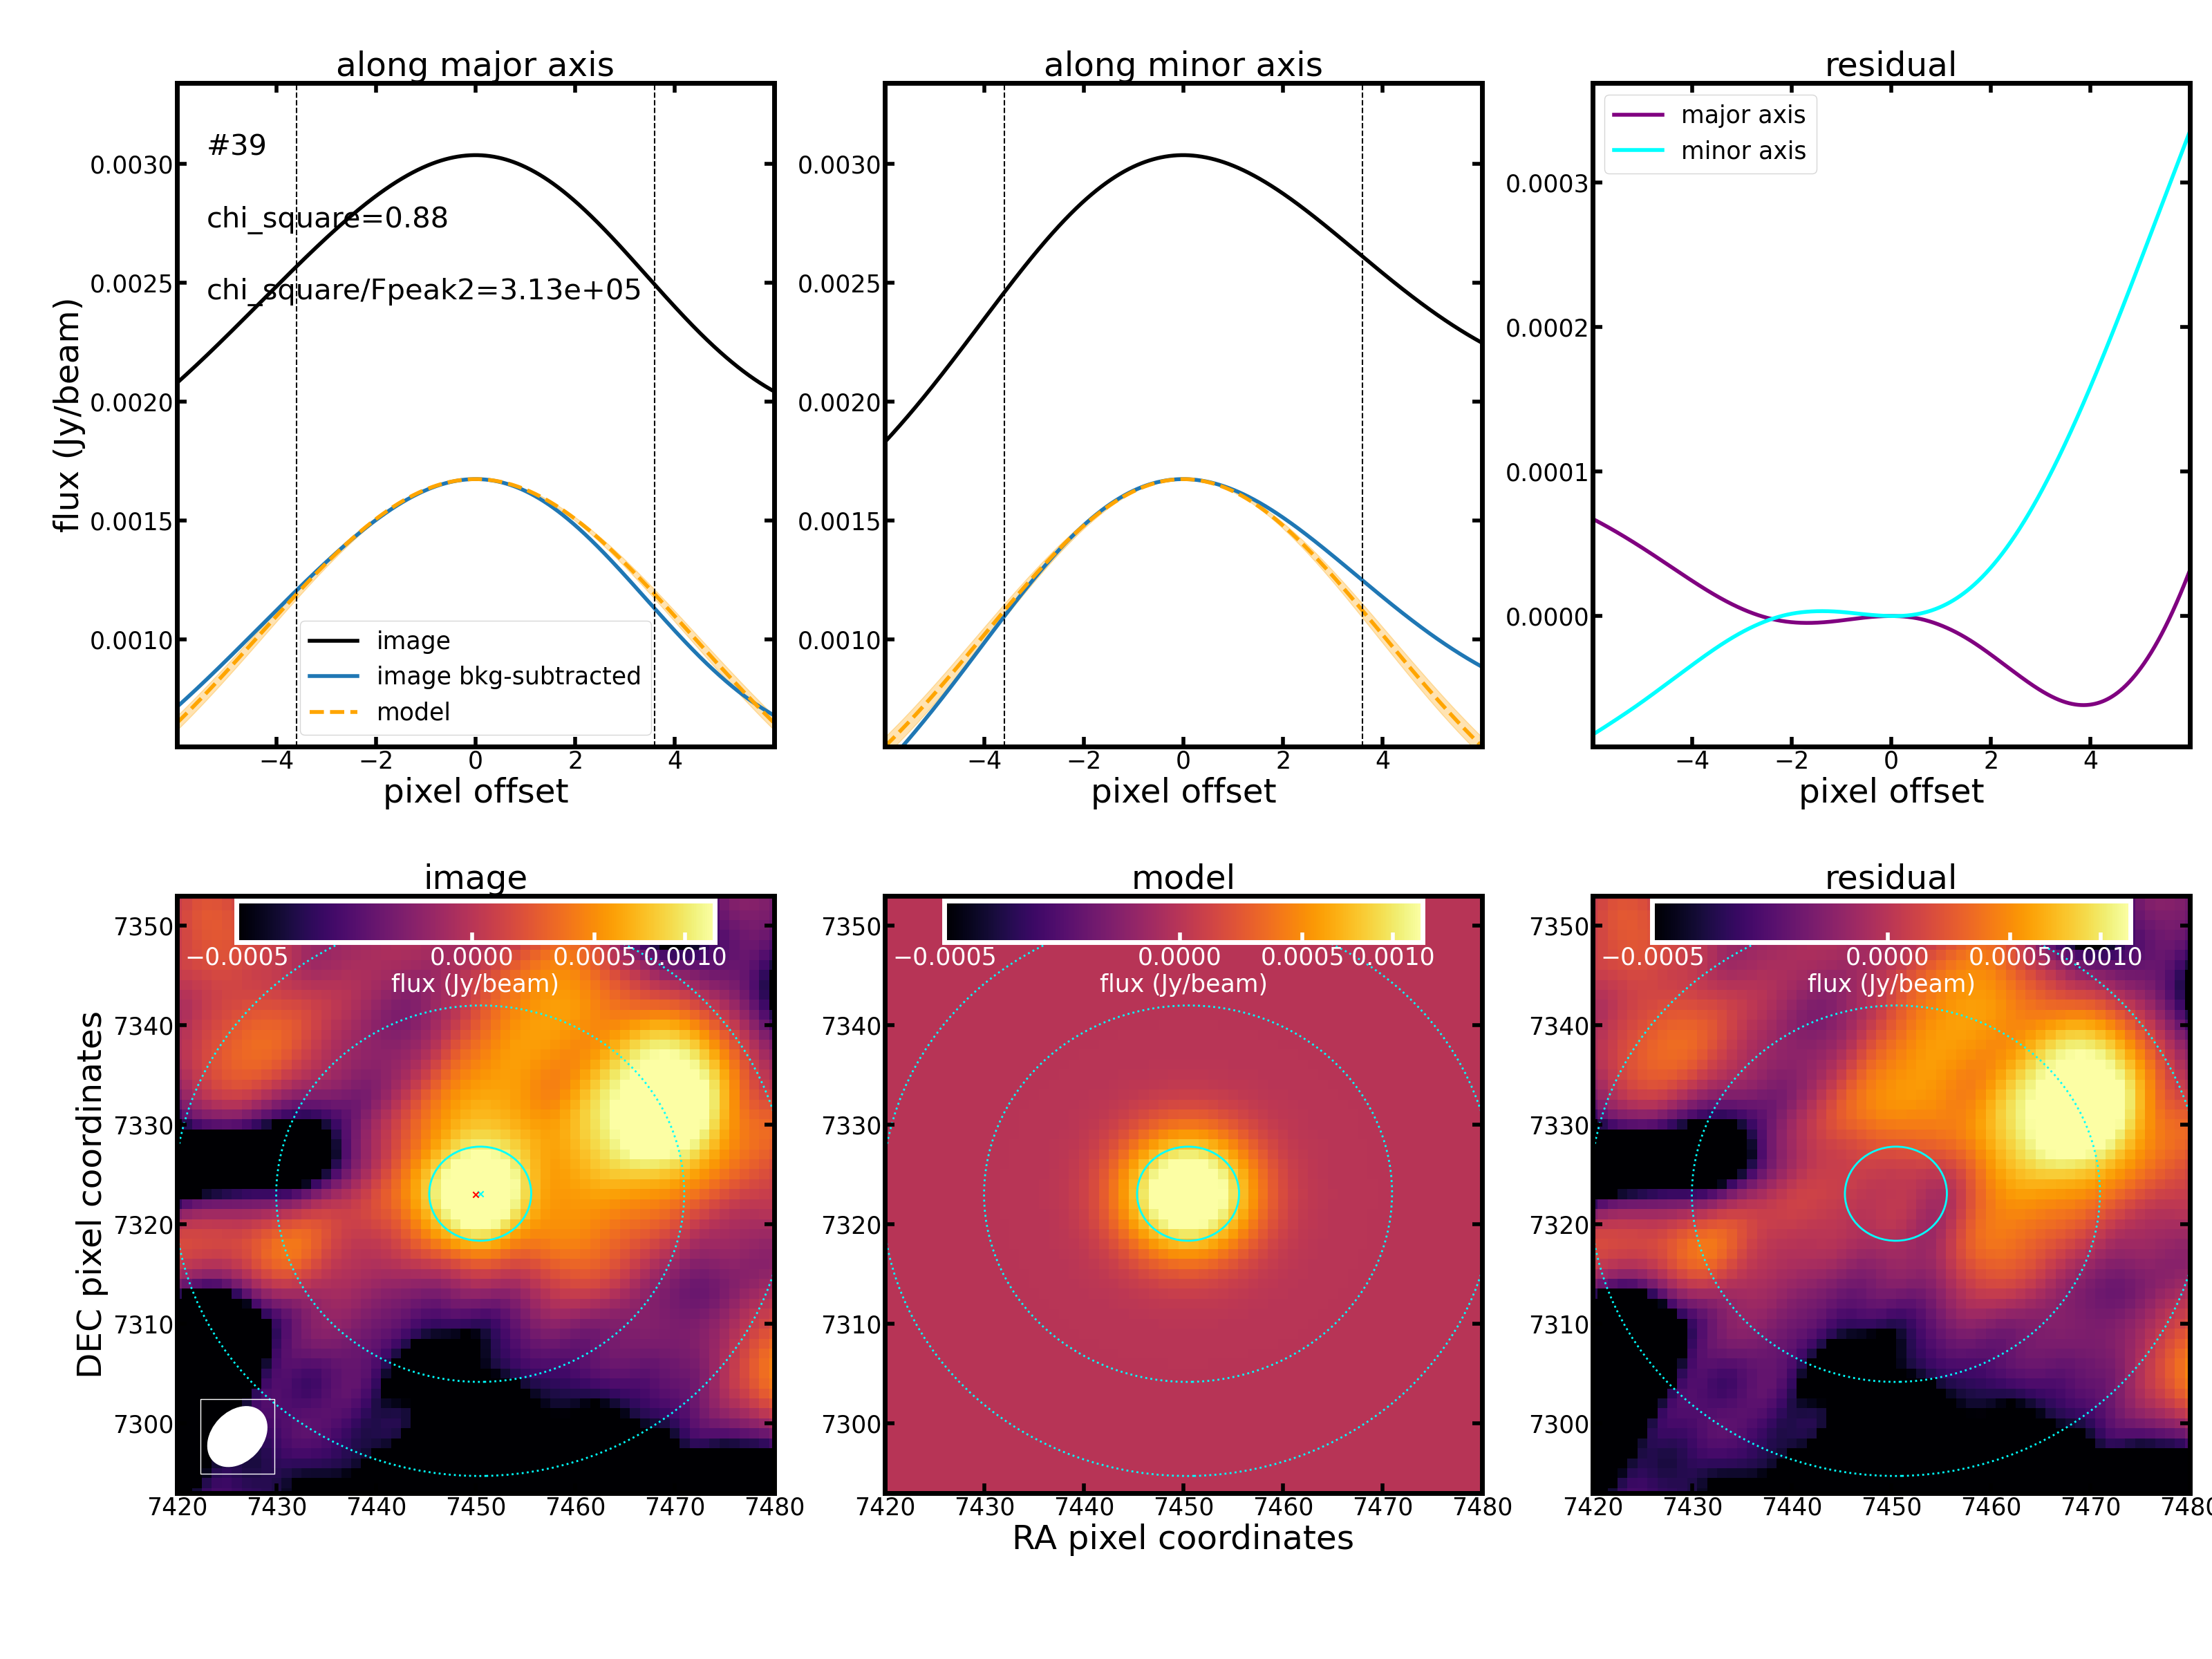 along major axis
along minor axis
residual
#39
chi_square=0.88
chi_square/Fpeak2=3.13e+05
flux (Jy/beam)
0.0030
0.0025
0.0020
0.0015
0.0010
image
image bkg-subtracted
model
−4 −2 0 2 4
pixel offset
0.0030
0.0025
0.0020
0.0015
0.0010
−4 −2 0 2 4
pixel offset
major axis
minor axis
0.0003
0.0002
0.0001
0.0000
−4 −2 0 2 4
pixel offset
image
model
residual
DEC pixel coordinates
−0.0005 0.0000 0.0005 0.0010
flux (Jy/beam)
7350
7340
7330
7320
7310
7300
7420 7430 7440 7450 7460 7470 7480
−0.0005 0.0000 0.0005 0.0010
flux (Jy/beam)
7350
7340
7330
7320
7310
7300
7420 7430 7440 7450 7460 7470 7480
RA pixel coordinates
−0.0005 0.0000 0.0005 0.0010
flux (Jy/beam)
7350
7340
7330
7320
7310
7300
7420 7430 7440 7450 7460 7470 7480